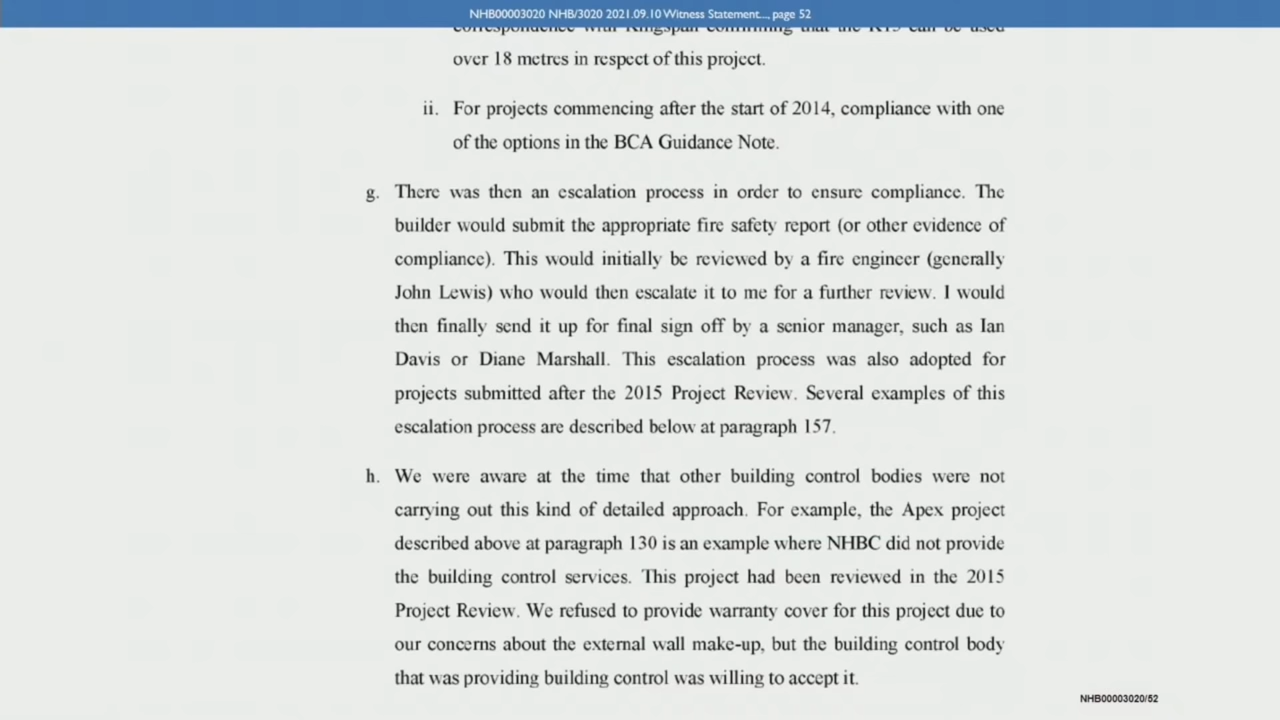 NHB00003020 NHB/3020 2021.09.10 Witness Statement..., page 52
correspondence with Kingspan confirming that the K15 can be used
over 18 metres in respect of this project.
ii. For projects commencing after the start of 2014, compliance with one
of the options in the BCA Guidance Note.
g. There was then an escalation process in order to ensure compliance. The
builder would submit the appropriate fire safety report (or other evidence of
compliance). This would initially be reviewed by a fire engineer (generally
John Lewis) who would then escalate it to me for a further review. I would
then finally send it up for final sign off by a senior manager, such as Ian
Davis or Diane Marshall. This escalation process was also adopted for
projects submitted after the 2015 Project Review. Several examples of this
escalation process are described below at paragraph 157.
h. We were aware at the time that other building control bodies were not
carrying out this kind of detailed approach. For example, the Apex project
described above at paragraph 130 is an example where NHBC did not provide
the building control services. This project had been reviewed in the 2015
Project Review. We refused to provide warranty cover for this project due to
our concerns about the external wall make-up, but the building control body
that was providing building control was willing to accept it.
NHB00003020/52